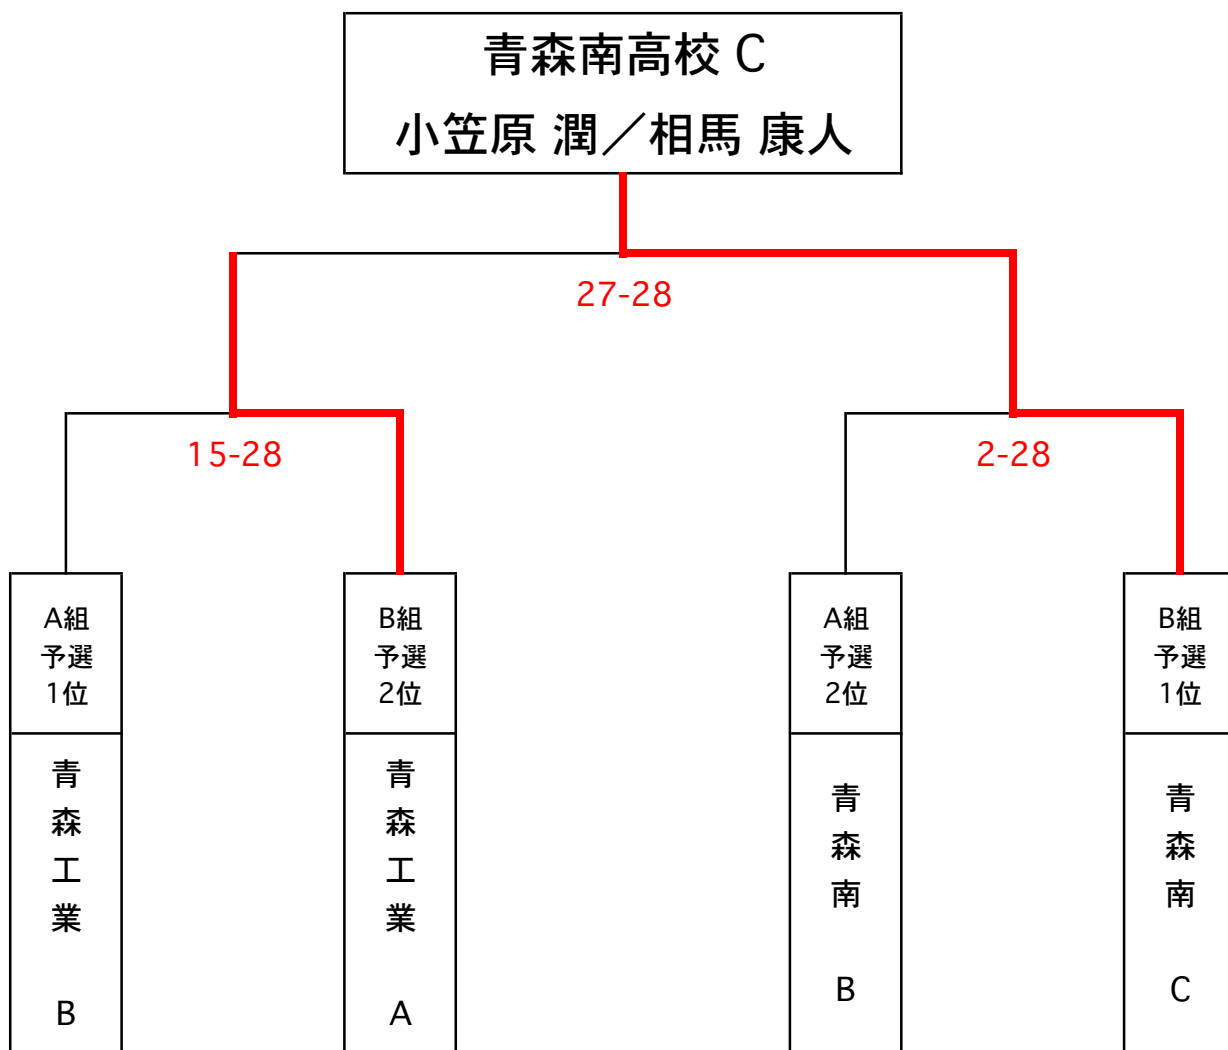 青森南高校 C
小笠原 潤／相馬 康人
27-28
15-28
2-28
A組
予選
1位
青森工業 B
B組
予選
2位
青森工業 A
A組
予選
2位
青森南 B
B組
予選
1位
青森南 C